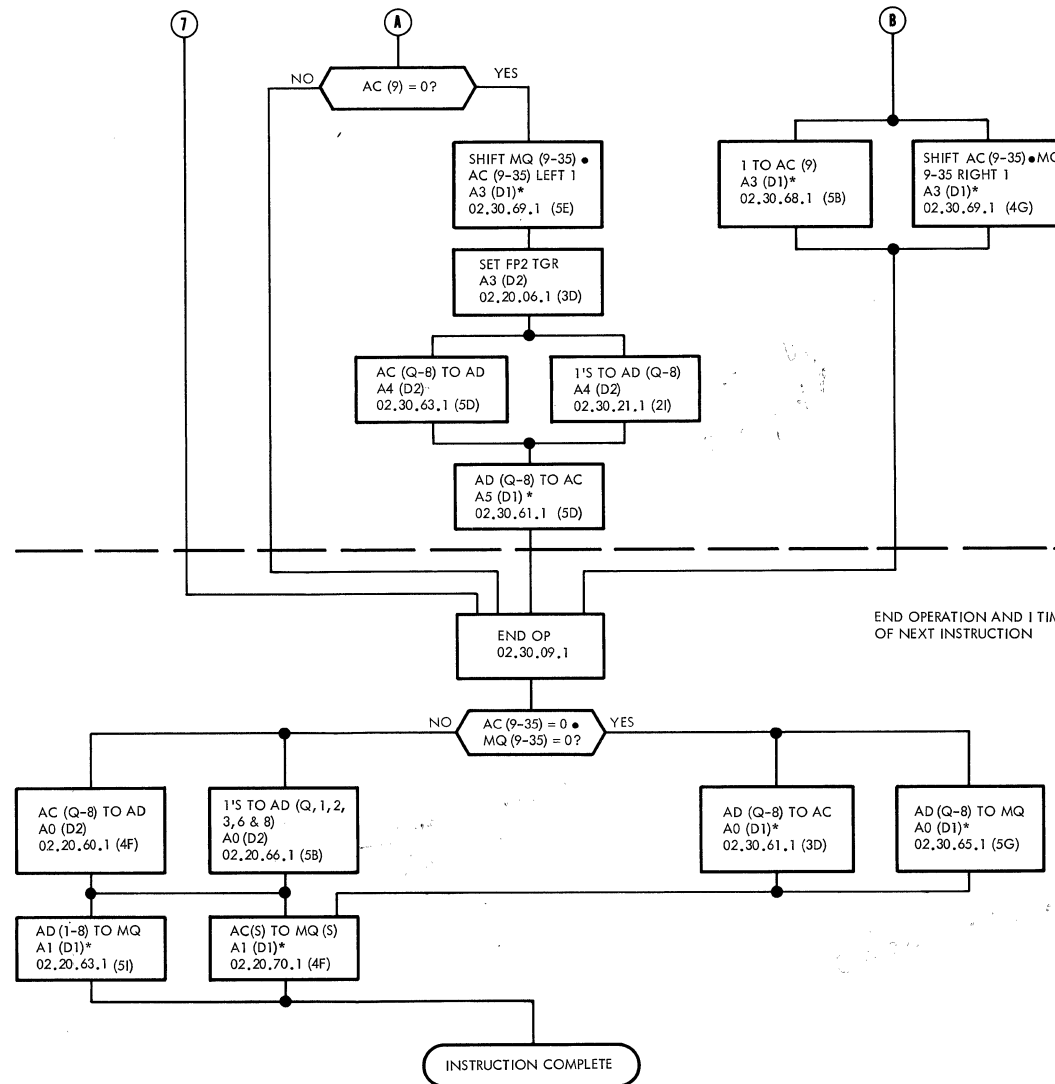 7
A
B
NO
AC (9) = 0?
YES
SHIFT MQ (9-35) ●
AC (9-35) LEFT 1
A3 (D1)*
02.30.69.1 (5E)
1 TO AC (9)
A3 (D1)*
02.30.68.1 (5B)
SHIFT AC (9-35) ● MQ
9-35 RIGHT 1
A3 (D1)*
02.30.69.1 (4G)
SET FP2 TGR
A3 (D2)
02.20.06.1 (3D)
AC (Q-8) TO AD
A4 (D2)
02.30.63.1 (5D)
1'S TO AD (Q-8)
A4 (D2)
02.30.21.1 (2I)
AD (Q-8) TO AC
A5 (D1) *
02.30.61.1 (5D)
END OP
02.30.09.1
END OPERATION AND I TIM
OF NEXT INSTRUCTION
NO
AC (9-35) = 0 ●
MQ (9-35) = 0?
YES
AC (Q-8) TO AD
A0 (D2)
02.20.60.1 (4F)
1'S TO AD (Q, 1, 2,
3, 6 & 8)
A0 (D2)
02.20.66.1 (5B)
AD (Q-8) TO AC
A0 (D1)*
02.30.61.1 (3D)
AD (Q-8) TO MQ
A0 (D1)*
02.30.65.1 (5G)
AD (1-8) TO MQ
A1 (D1)*
02.20.63.1 (5I)
AC(S) TO MQ (S)
A1 (D1)*
02.20.70.1 (4F)
INSTRUCTION COMPLETE